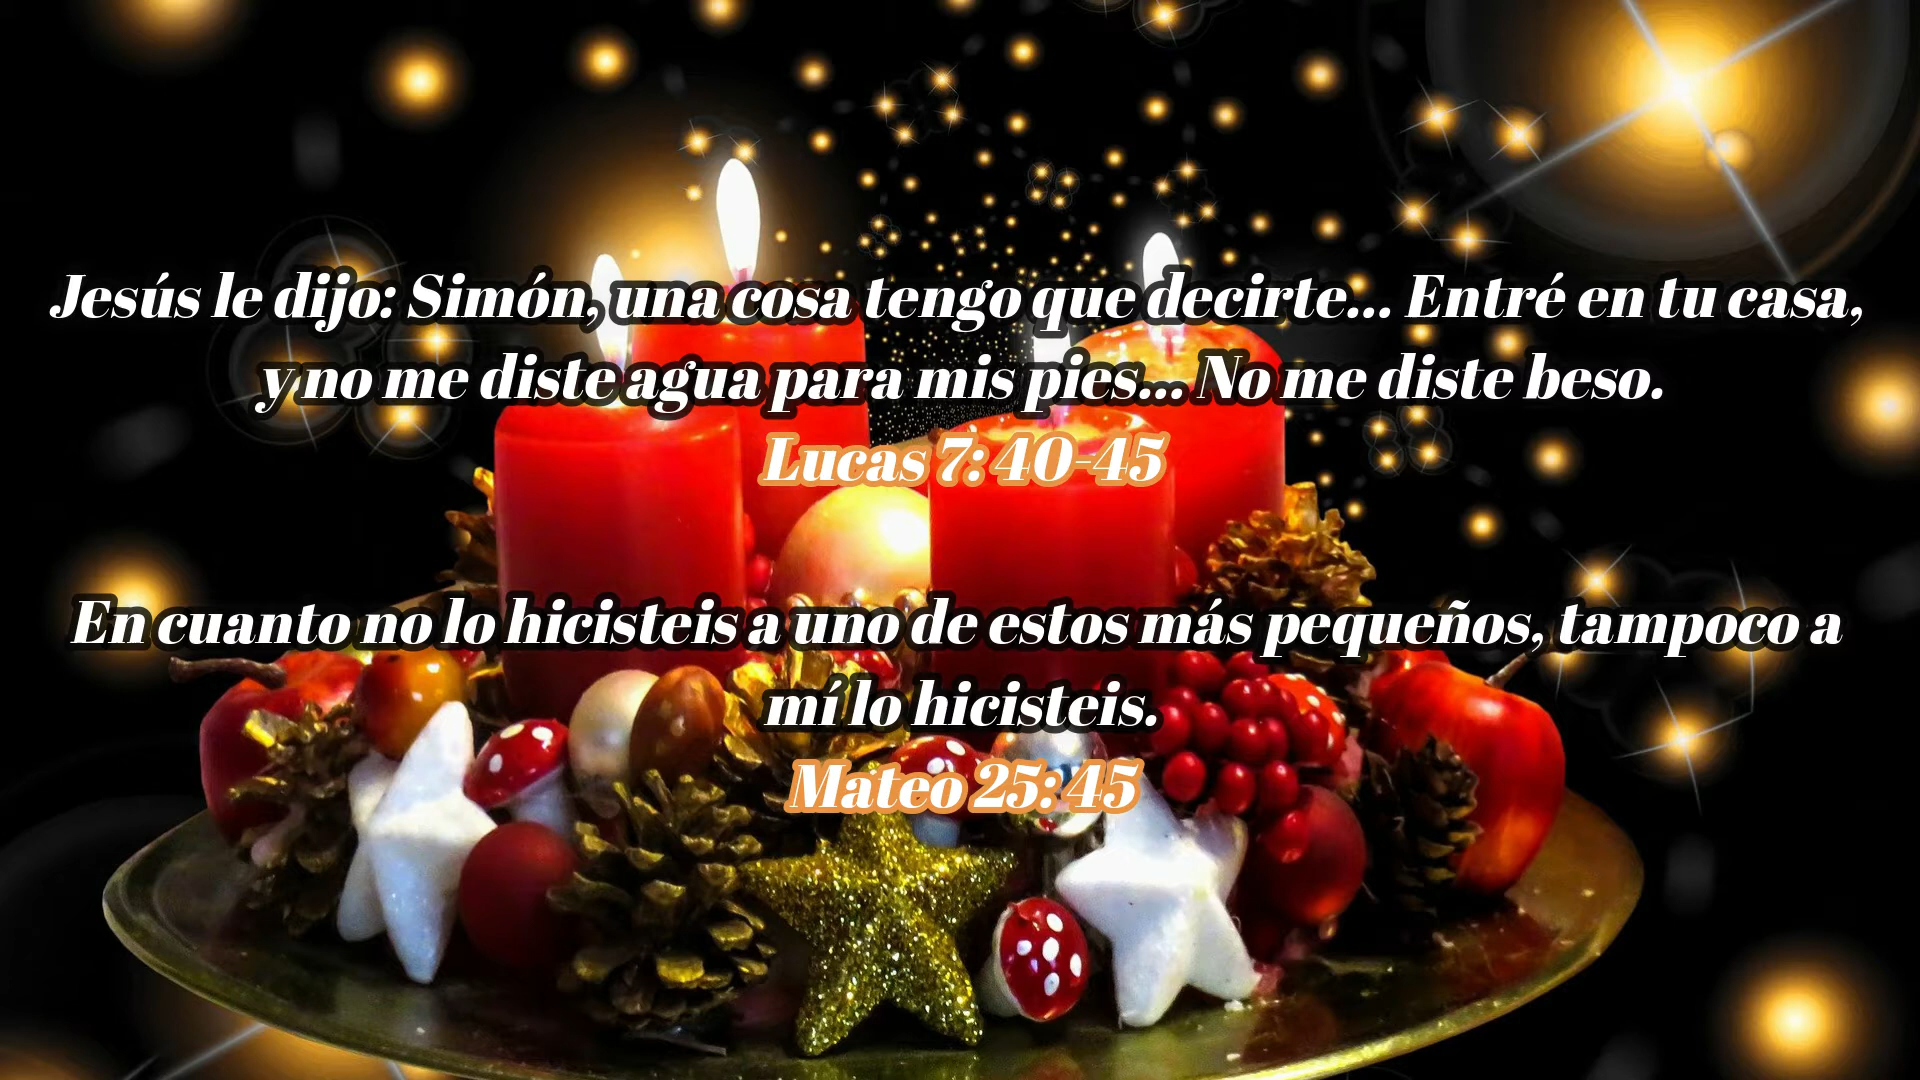 Jesús le dijo: Simón, una cosa tengo que decirte... Entré en tu casa,
y no me diste agua para mis pies... No me diste beso.
Lucas 7: 40-45
En cuanto no lo hicisteis a uno de estos más pequeños, tampoco a
mí lo hicisteis.
Mateo 25: 45